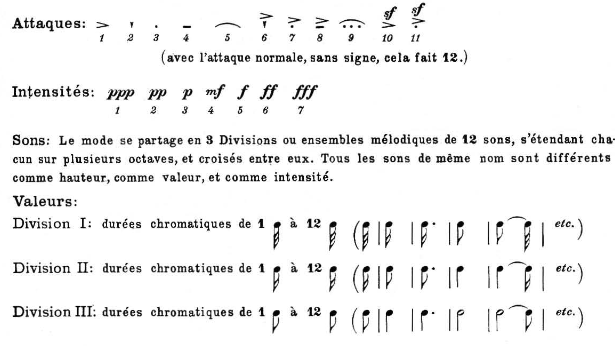 Attaques:
sf sf
1 2 3 4 5 6 7 8 9 10 11
(avec l'attaque normale, sans signe, cela fait 12.)
Intensités: ppp pp p mf f ff fff
1 2 3 4 5 6 7
Sons: Le mode se partage en 3 Divisions ou ensembles mélodiques de 12 sons, s'étendant cha-
cun sur plusieurs octaves, et croisés entre eux. Tous les sons de même nom sont différents
comme hauteur, comme valeur, et comme intensité.
Valeurs:
Division I: durées chromatiques de 1 à 12 ( | | | | | etc.)
Division II: durées chromatiques de 1 à 12 ( | | | | | etc.)
Division III: durées chromatiques de 1 à 12 ( | | | | | etc.)